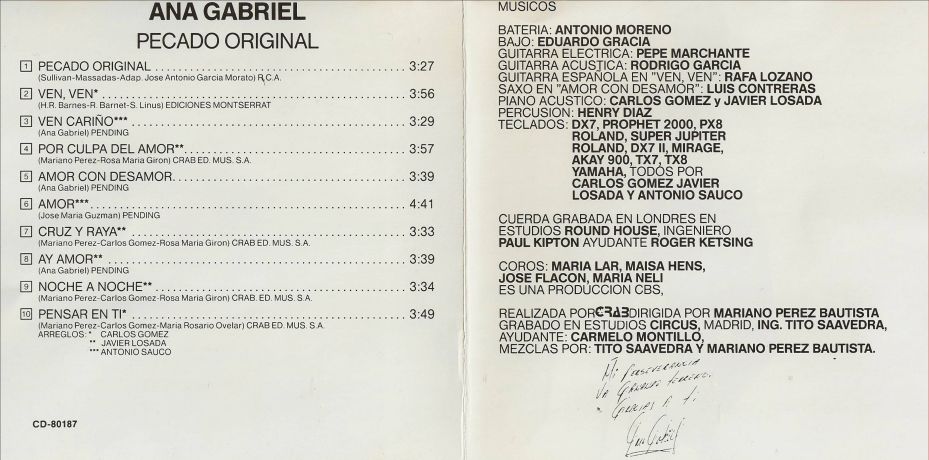 ANA GABRIEL
PECADO ORIGINAL
1 PECADO ORIGINAL 3:27
(Sullivan-Massadas-Adap. Jose Antonio Garcia Morato) R.C.A.
2 VEN, VEN* 3:56
(H.R. Barnes-R. Barnet-S. Linus) EDICIONES MONTSERRAT
3 VEN CARIÑO*** 3:29
(Ana Gabriel) PENDING
4 POR CULPA DEL AMOR** 3:57
(Mariano Perez-Rosa Maria Giron) CRAB ED. MUS. S.A.
5 AMOR CON DESAMOR 3:39
(Ana Gabriel) PENDING
6 AMOR*** 4:41
(Jose Maria Guzman) PENDING
7 CRUZ Y RAYA** 3:33
(Mariano Perez-Carlos Gomez-Rosa Maria Giron) CRAB ED. MUS. S.A.
8 AY AMOR** 3:39
(Ana Gabriel) PENDING
9 NOCHE A NOCHE** 3:34
(Mariano Perez-Carlos Gomez-Rosa Maria Giron) CRAB ED. MUS. S.A.
10 PENSAR EN TI* 3:49
(Mariano Perez-Carlos Gomez-Maria Rosario Ovelar) CRAB ED. MUS. S.A.
ARREGLOS: * CARLOS GOMEZ
** JAVIER LOSADA
*** ANTONIO SAUCO
CD-80187
MUSICOS
BATERIA: ANTONIO MORENO
BAJO: EDUARDO GRACIA
GUITARRA ELECTRICA: PEPE MARCHANTE
GUITARRA ACUSTICA: RODRIGO GARCIA
GUITARRA ESPAÑOLA EN "VEN, VEN": RAFA LOZANO
SAXO EN "AMOR CON DESAMOR": LUIS CONTRERAS
PIANO ACUSTICO: CARLOS GOMEZ y JAVIER LOSADA
PERCUSION: HENRY DIAZ
TECLADOS: DX7, PROPHET 2000, PX8
ROLAND, SUPER JUPITER
ROLAND, DX7 II, MIRAGE,
AKAY 900, TX7, TX8
YAMAHA, TODOS POR
CARLOS GOMEZ JAVIER
LOSADA Y ANTONIO SAUCO
CUERDA GRABADA EN LONDRES EN
ESTUDIOS ROUND HOUSE, INGENIERO
PAUL KIPTON AYUDANTE ROGER KETSING
COROS: MARIA LAR, MAISA HENS,
JOSE FLACON, MARIA NELI
ES UNA PRODUCCION CBS,
REALIZADA POR CRAB DIRIGIDA POR MARIANO PEREZ BAUTISTA
GRABADO EN ESTUDIOS CIRCUS, MADRID, ING. TITO SAAVEDRA,
AYUDANTE: CARMELO MONTILLO,
MEZCLAS POR: TITO SAAVEDRA Y MARIANO PEREZ BAUTISTA.
Mi perseverancia
va ganando terreno.
Gracias a ti
Ana Gabriel